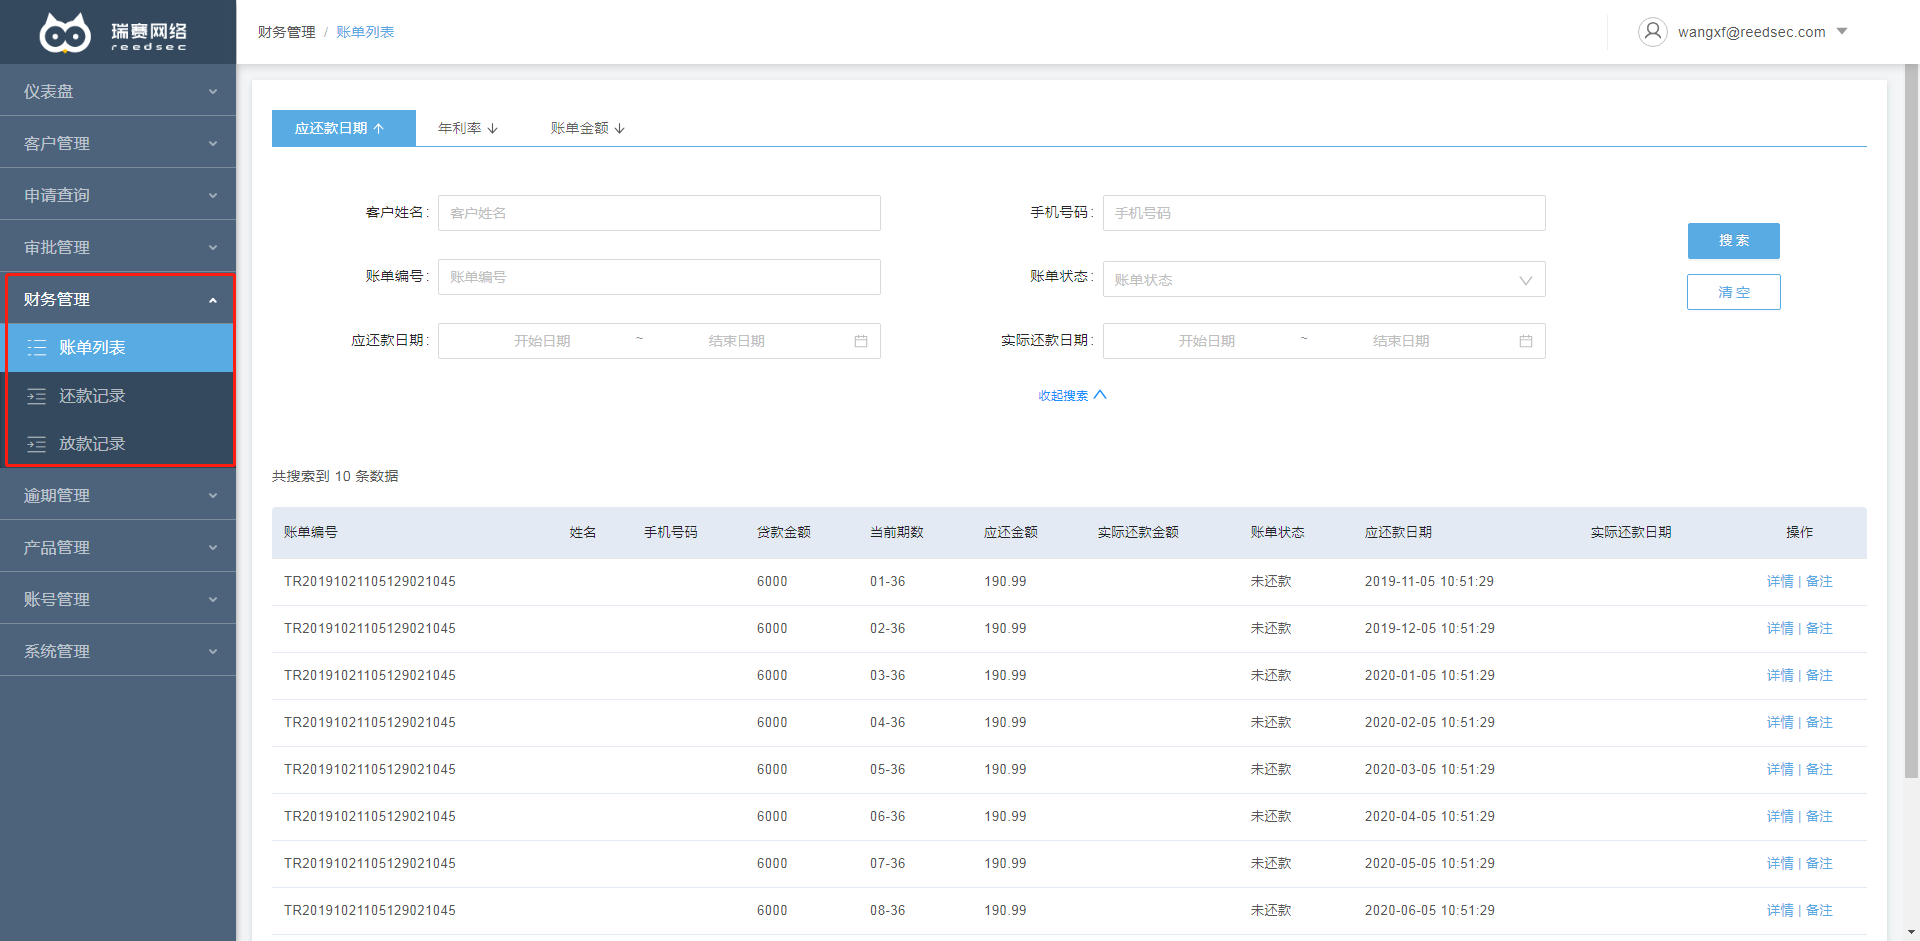 瑞赛网络
reedsec
财务管理 / 账单列表
wangxf@reedsec.com
仪表盘
客户管理
申请查询
审批管理
财务管理
账单列表
还款记录
放款记录
逾期管理
产品管理
账号管理
系统管理
应还款日期 年利率 账单金额
客户姓名: 客户姓名 手机号码: 手机号码
搜 索
账单编号: 账单编号 账单状态: 账单状态
清 空
应还款日期: 开始日期 ~ 结束日期 实际还款日期: 开始日期 ~ 结束日期
收起搜索
共搜索到 10 条数据
账单编号 姓名 手机号码 贷款金额 当前期数 应还金额 实际还款金额 账单状态 应还款日期 实际还款日期 操作
TR20191021105129021045 6000 01-36 190.99 未还款 2019-11-05 10:51:29 详情 | 备注
TR20191021105129021045 6000 02-36 190.99 未还款 2019-12-05 10:51:29 详情 | 备注
TR20191021105129021045 6000 03-36 190.99 未还款 2020-01-05 10:51:29 详情 | 备注
TR20191021105129021045 6000 04-36 190.99 未还款 2020-02-05 10:51:29 详情 | 备注
TR20191021105129021045 6000 05-36 190.99 未还款 2020-03-05 10:51:29 详情 | 备注
TR20191021105129021045 6000 06-36 190.99 未还款 2020-04-05 10:51:29 详情 | 备注
TR20191021105129021045 6000 07-36 190.99 未还款 2020-05-05 10:51:29 详情 | 备注
TR20191021105129021045 6000 08-36 190.99 未还款 2020-06-05 10:51:29 详情 | 备注